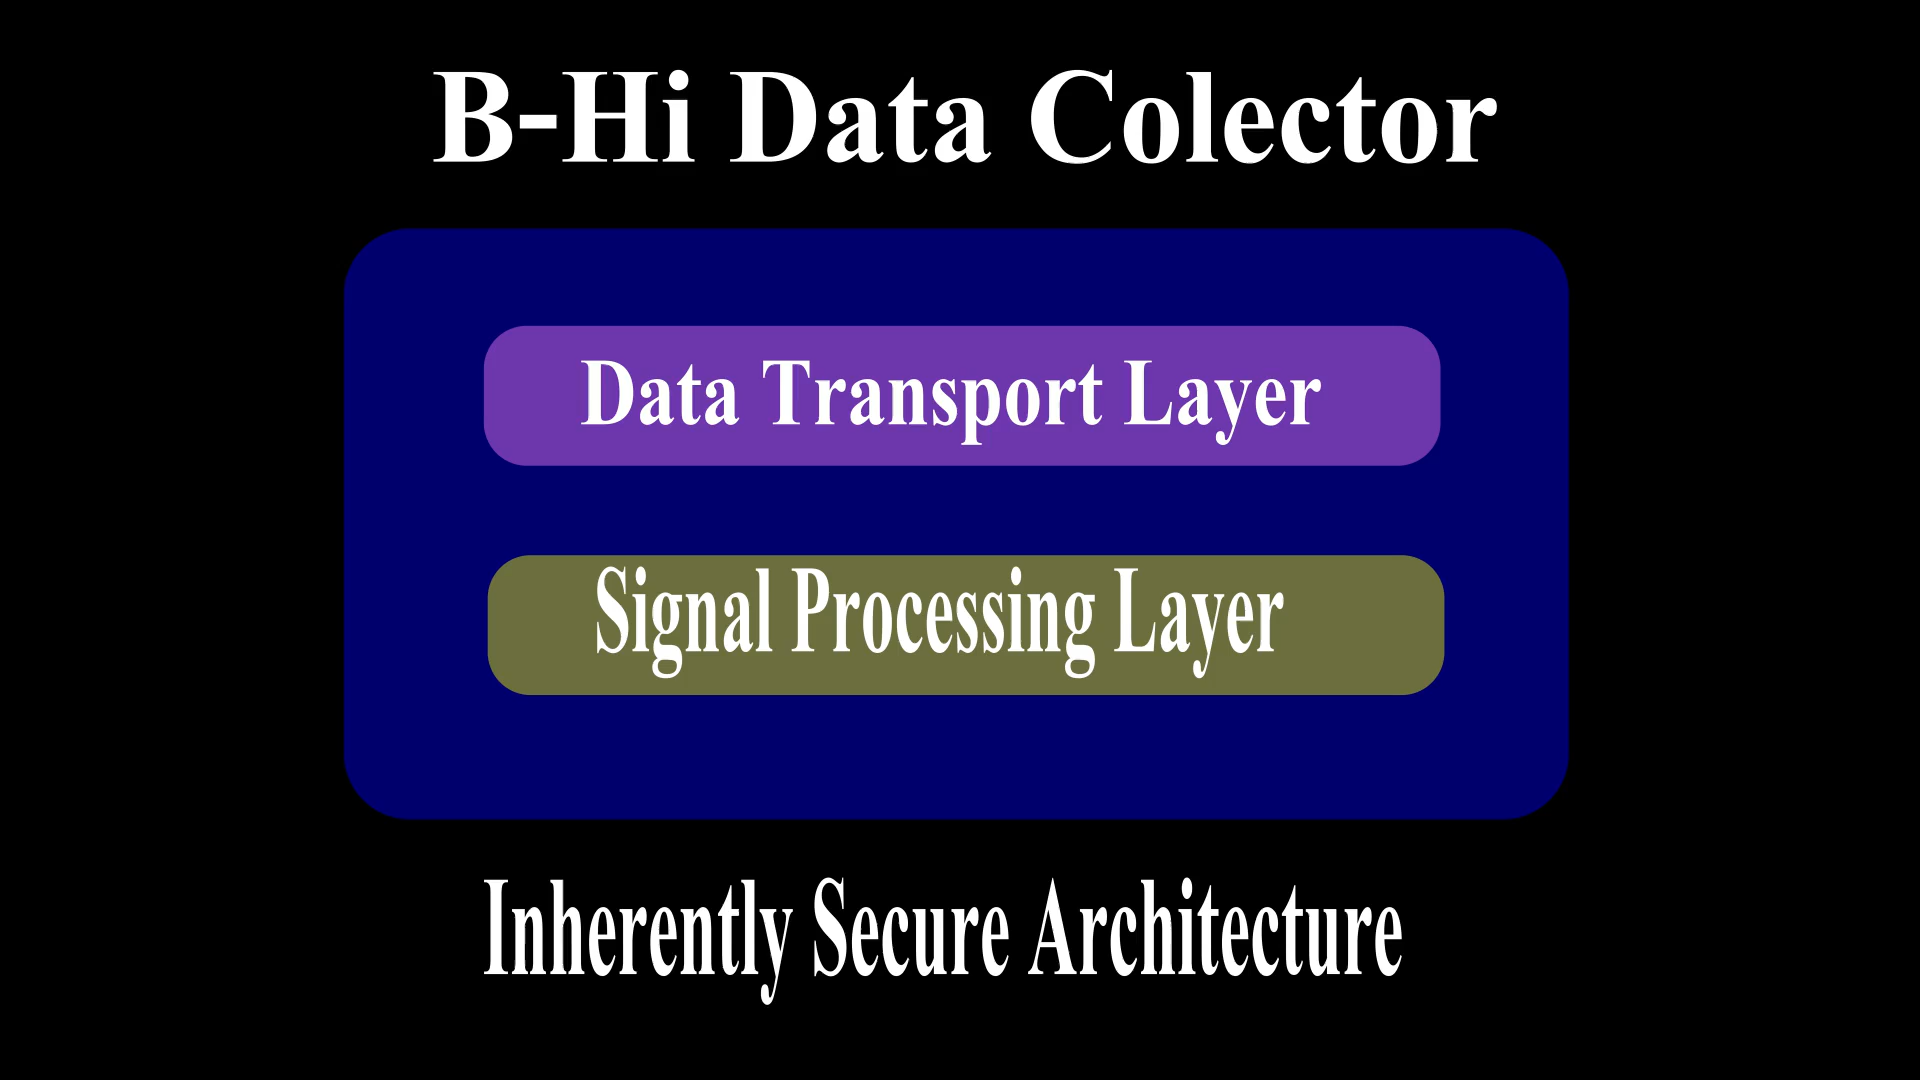 B-Hi Data Colector
Data Transport Layer
Signal Processing Layer
Inherently Secure Architecture